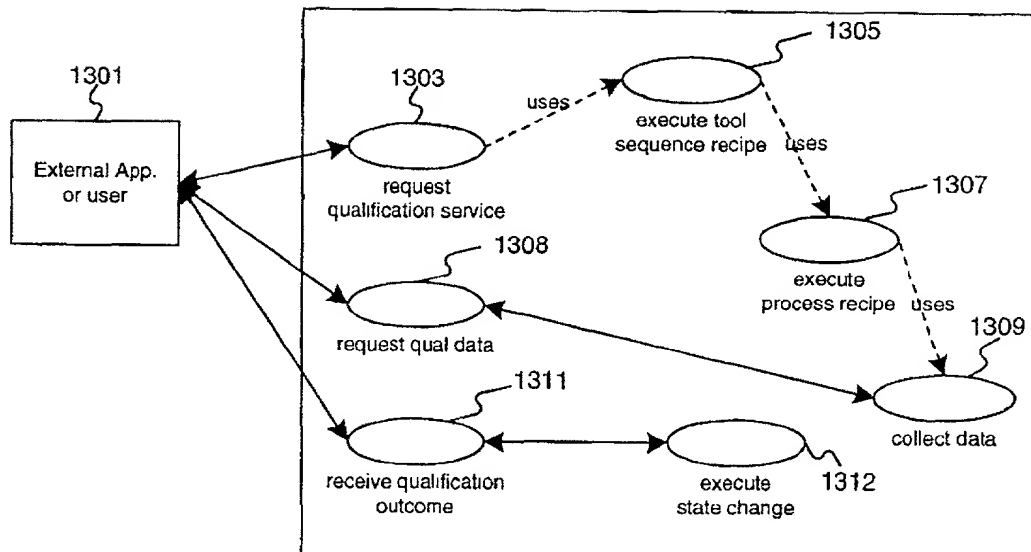 1301
External App.
or user
1303
request
qualification service
uses
1305
execute tool
sequence recipe
uses
1307
execute
process recipe
uses
1308
request qual data
1309
collect data
1311
receive qualification
outcome
execute
state change
1312